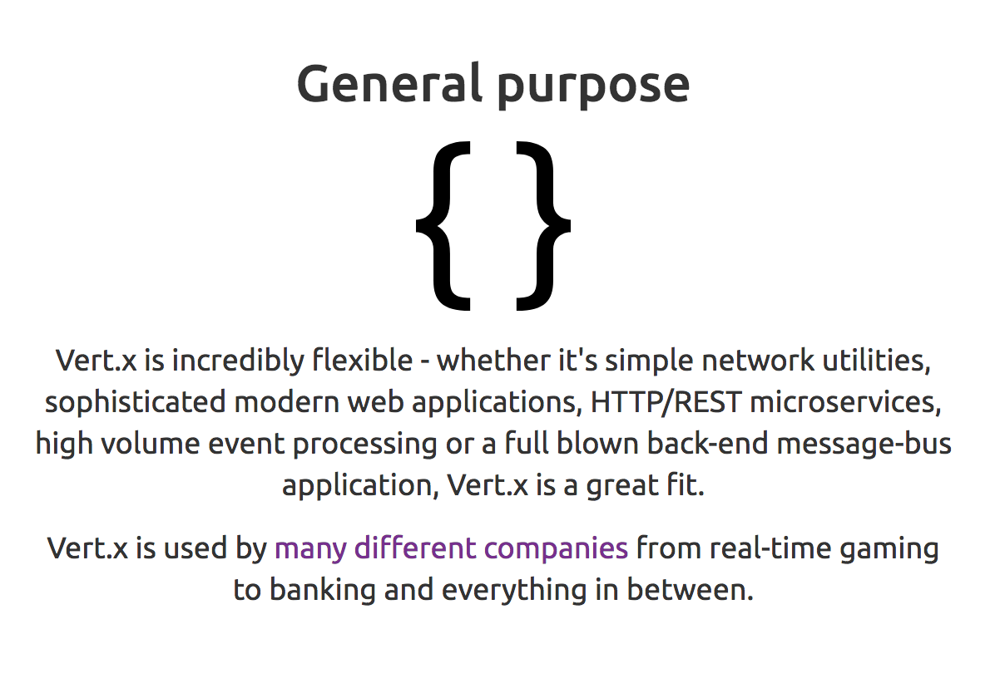 General purpose
{ }
Vert.x is incredibly flexible - whether it's simple network utilities,
sophisticated modern web applications, HTTP/REST microservices,
high volume event processing or a full blown back-end message-bus
application, Vert.x is a great fit.
Vert.x is used by many different companies from real-time gaming
to banking and everything in between.